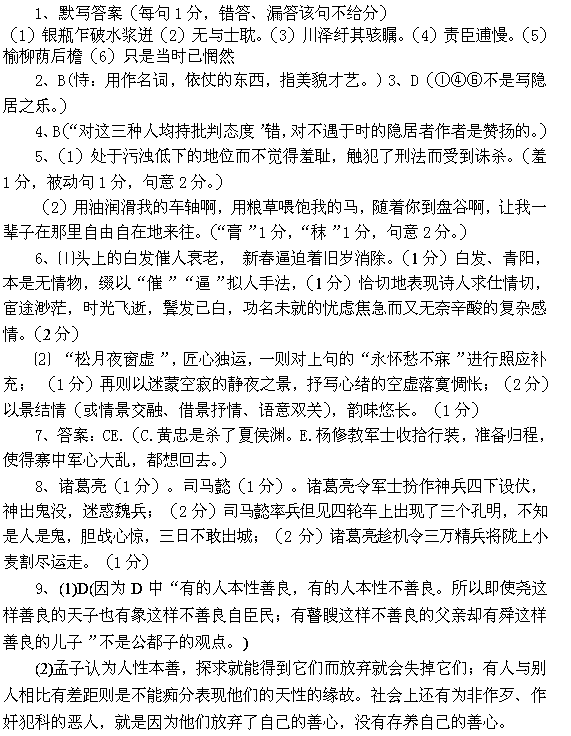 1、默写答案（每句1分，错答、漏答该句不给分）
（1）银瓶乍破水浆迸（2）无与士耽。（3）川泽纡其骇瞩。（4）责臣逋慢。（5）
榆柳荫后檐（6）只是当时已惘然
2、B(恃：用作名词，依仗的东西，指美貌才艺。) 3、D（①④⑥不是写隐
居之乐。）
4、B(“对这三种人均持批判态度”错，对不遇于时的隐居者作者是赞扬的。）
5、（1）处于污浊低下的地位而不觉得羞耻，触犯了刑法而受到诛杀。（羞
1分，被动句1分，句意2分。）
（2）用油润滑我的车轴啊，用粮草喂饱我的马，随着你到盘谷啊，让我一
辈子在那里自由自在地来往。（“膏”1分，“秣”1分，句意2分。）
6、⑴头上的白发催人衰老， 新春逼迫着旧岁消除。（1分）白发、青阳，
本是无情物，缀以“催”“逼”拟人手法，（1分）恰切地表现诗人求仕情切，
宦途渺茫，时光飞逝，鬓发已白，功名未就的忧虑焦急而又无奈辛酸的复杂感
情。（2分）
⑵ “松月夜窗虚”，匠心独运，一则对上句的“永怀愁不寐”进行照应补
充；（1分）再则以迷蒙空寂的静夜之景，抒写心绪的空虚落寞惆怅；（2分）
以景结情（或情景交融、借景抒情、语意双关），韵味悠长。（1分）
7、答案：CE.（C.黄忠是杀了夏侯渊。E.杨修教军士收拾行装，准备归程，
使得寨中军心大乱，都想回去。）
8、诸葛亮（1分）。司马懿（1分）。诸葛亮令军士扮作神兵四下设伏，
神出鬼没，迷惑魏兵；（2分）司马懿率兵但见四轮车上出现了三个孔明，不知
是人是鬼，胆战心惊，三日不敢出城；（2 分）诸葛亮趁机令三万精兵将陇上小
麦割尽运走。（1分）
9、(1)D(因为 D 中“有的人本性善良，有的人本性不善良。所以即使尧这
样善良的天子也有象这样不善良自臣民；有瞽瞍这样不善良的父亲却有舜这样
善良的儿子”不是公都子的观点。)
(2)孟子认为人性本善，探求就能得到它们而放弃就会失掉它们；有人与别
人相比有差距则是不能痴分表现他们的天性的缘故。社会上还有为非作歹、作
奸犯科的恶人，就是因为他们放弃了自己的善心，没有存养自己的善心。